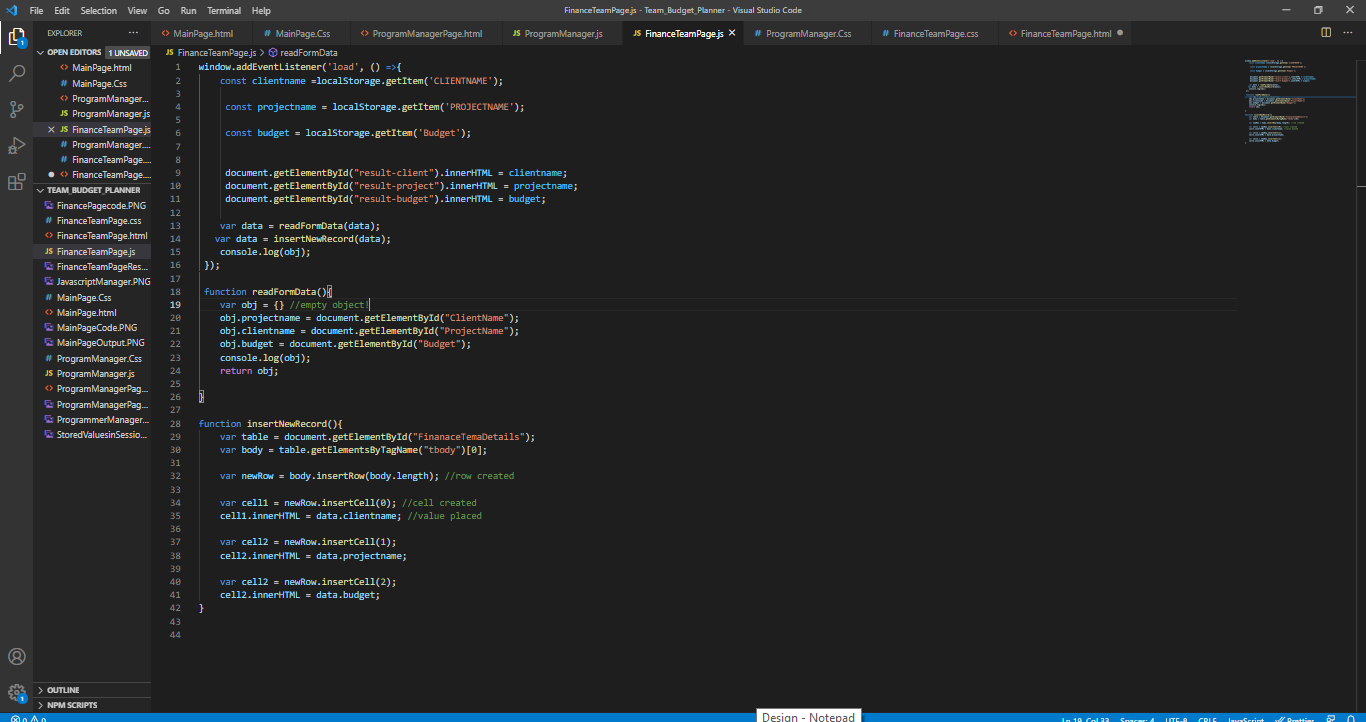 File Edit Selection View Go Run Terminal Help
FinanceTeamPage.js - Team_Budget_Planner - Visual Studio Code
EXPLORER
OPEN EDITORS 1 UNSAVED
MainPage.html
MainPage.Css
ProgramManager...
ProgramManager.js
FinanceTeamPage.js
ProgramManager....
FinanceTeamPage....
FinanceTeamPage....
TEAM_BUDGET_PLANNER
FinancePagecode.PNG
FinanceTeamPage.css
FinanceTeamPage.html
FinanceTeamPage.js
FinanceTeamPageRes...
JavascriptManager.PNG
MainPage.Css
MainPage.html
MainPageCode.PNG
MainPageOutput.PNG
ProgramManager.Css
ProgramManager.js
ProgramManagerPag...
ProgramManagerPag...
ProgrammerManager...
StoredValuesinSessio...
OUTLINE
NPM SCRIPTS
MainPage.html MainPage.Css ProgramManagerPage.html ProgramManager.js FinanceTeamPage.js ProgramManager.Css FinanceTeamPage.css FinanceTeamPage.html
FinanceTeamPage.js > readFormData
1 window.addEventListener('load', () =>{
2 const clientname =localStorage.getItem('CLIENTNAME');
3
4 const projectname = localStorage.getItem('PROJECTNAME');
5
6 const budget = localStorage.getItem('Budget');
7
8
9 document.getElementById("result-client").innerHTML = clientname;
10 document.getElementById("result-project").innerHTML = projectname;
11 document.getElementById("result-budget").innerHTML = budget;
12
13 var data = readFormData(data);
14 var data = insertNewRecord(data);
15 console.log(obj);
16 });
17
18 function readFormData(){
19 var obj = {} //empty object!
20 obj.projectname = document.getElementById("ClientName");
21 obj.clientname = document.getElementById("ProjectName");
22 obj.budget = document.getElementById("Budget");
23 console.log(obj);
24 return obj;
25
26 }
27
28 function insertNewRecord(){
29 var table = document.getElementById("FinanaceTemaDetails");
30 var body = table.getElementsByTagName("tbody")[0];
31
32 var newRow = body.insertRow(body.length); //row created
33
34 var cell1 = newRow.insertCell(0); //cell created
35 cell1.innerHTML = data.clientname; //value placed
36
37 var cell2 = newRow.insertCell(1);
38 cell2.innerHTML = data.projectname;
39
40 var cell2 = newRow.insertCell(2);
41 cell2.innerHTML = data.budget;
42 }
43
44
Design - Notepad
0 0 Ln 19, Col 33 Spaces: 4 UTF-8 CRLF JavaScript Prettier